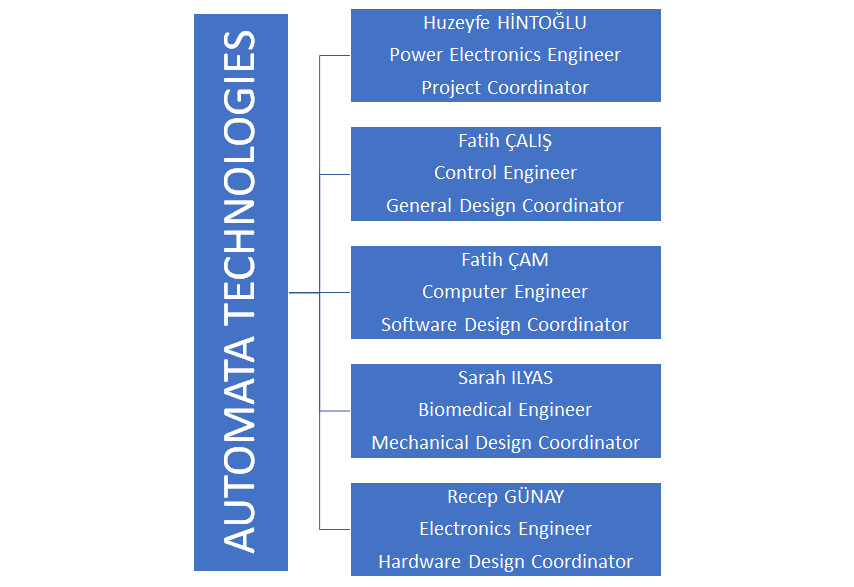 AUTOMATA TECHNOLOGIES
Huzeyfe HİNTOĞLU
Power Electronics Engineer
Project Coordinator
Fatih ÇALIŞ
Control Engineer
General Design Coordinator
Fatih ÇAM
Computer Engineer
Software Design Coordinator
Sarah ILYAS
Biomedical Engineer
Mechanical Design Coordinator
Recep GÜNAY
Electronics Engineer
Hardware Design Coordinator